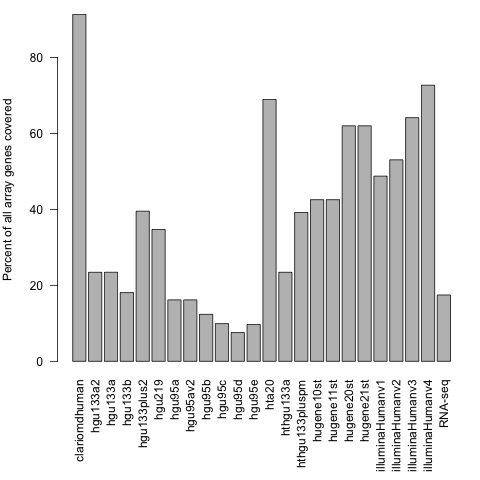 Percent of all array genes covered
80
60
40
20
0
clariomdhuman
hgu133a2
hgu133a
hgu133b
hgu133plus2
hgu219
hgu95a
hgu95av2
hgu95b
hgu95c
hgu95d
hgu95e
hta20
hthgu133a
hthgu133pluspm
hugene10st
hugene11st
hugene20st
hugene21st
illuminaHumanv1
illuminaHumanv2
illuminaHumanv3
illuminaHumanv4
RNA-seq